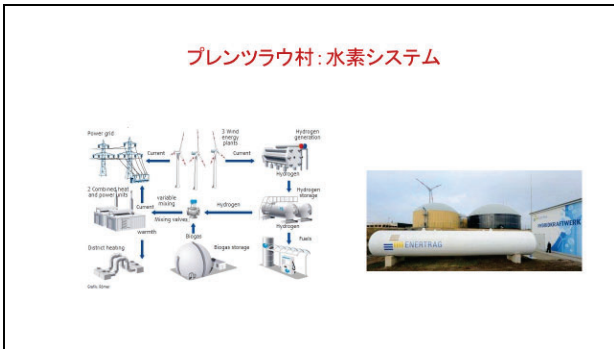 プレンツラウ村：水素システム
Power grid
Current
3 Wind
energy
plants
Current
Hydrogen
generation
Hydrogen
2 Combined heat
and power units
Current
variable
mixing
Mixing valves
Hydrogen
Hydrogen
storage
Hydrogen
warmth
Biogas
Biogas storage
Fuels
District heating
ENERTRAG